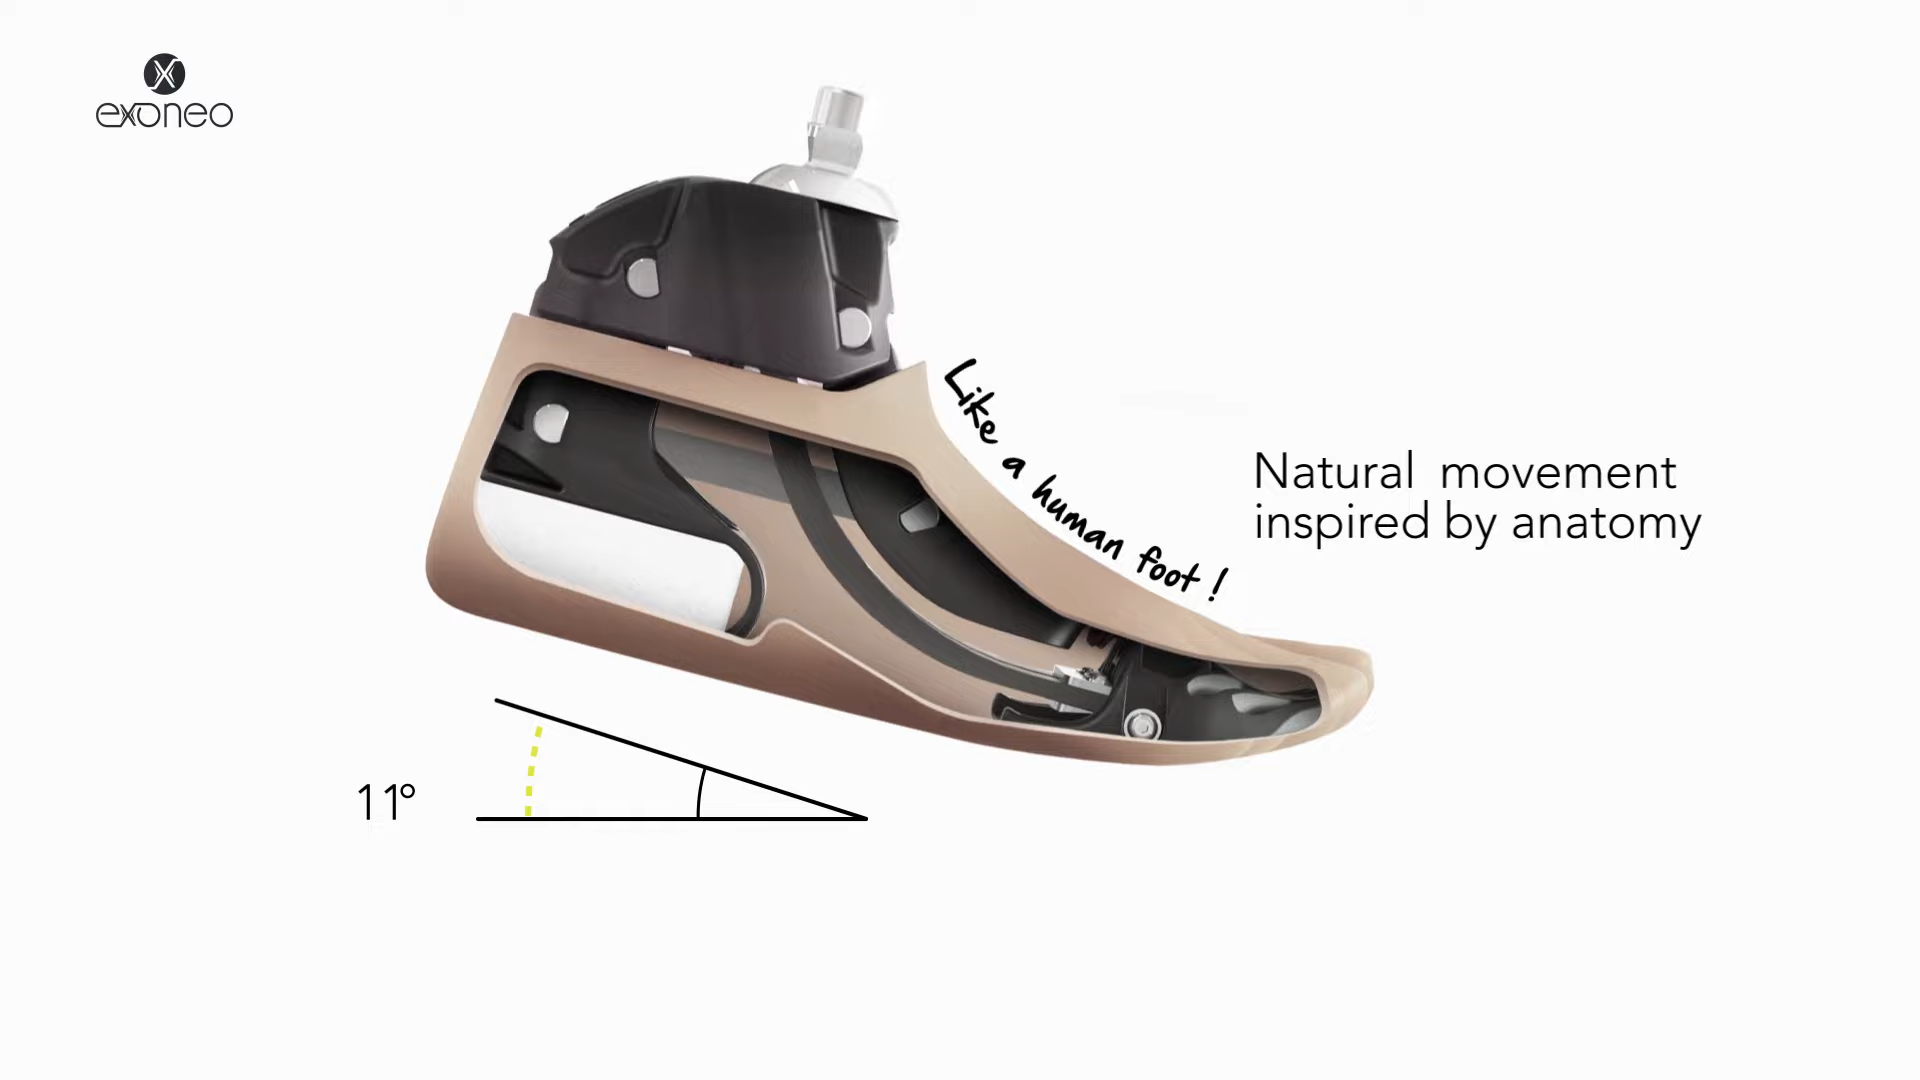 exoneo
Like a human foot !
Natural movement
inspired by anatomy
11°